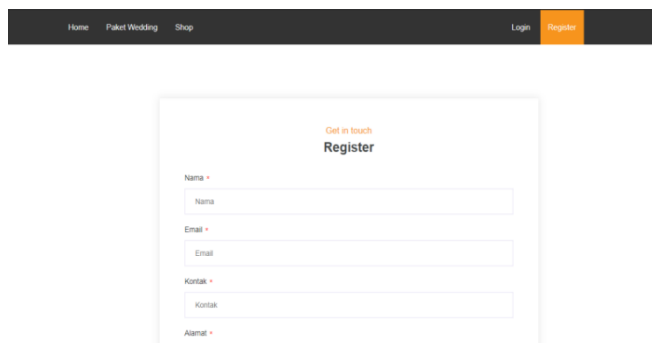 Home Paket Wedding Shop Login Register
Get in touch
Register
Nama *
Nama
Email *
Email
Kontak *
Kontak
Alamat *